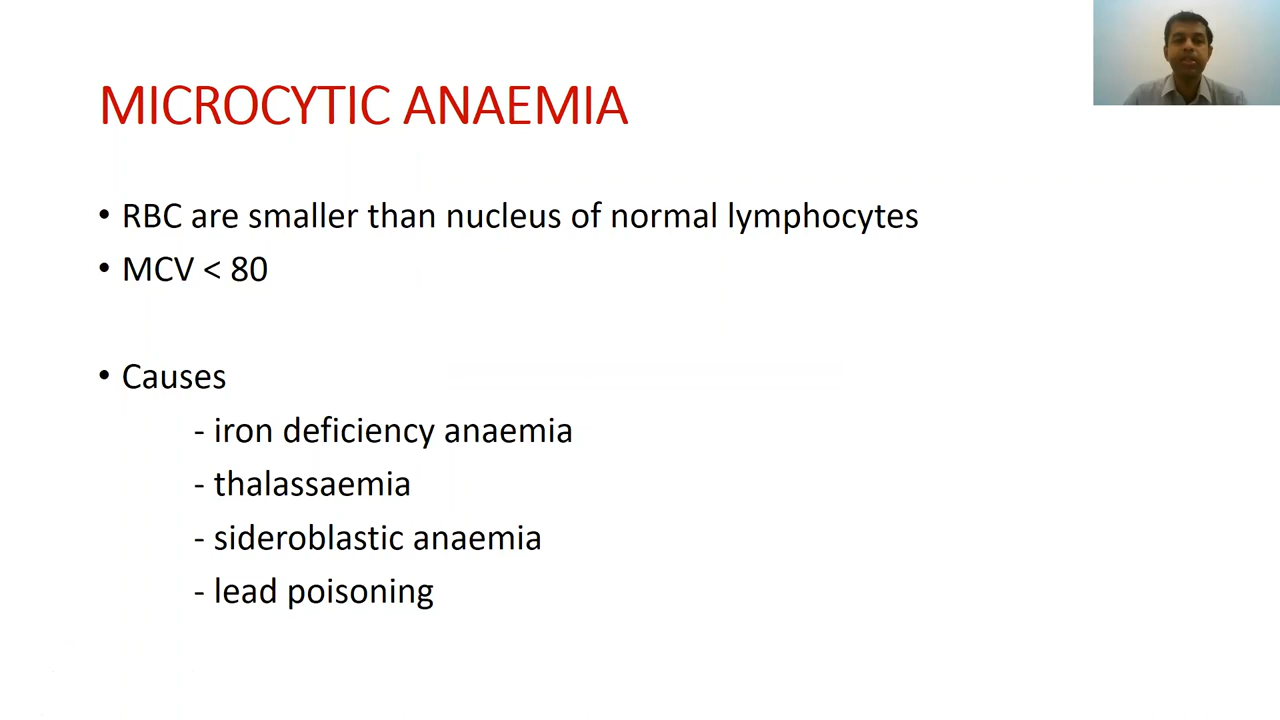 MICROCYTIC ANAEMIA
• RBC are smaller than nucleus of normal lymphocytes
• MCV < 80
• Causes
- iron deficiency anaemia
- thalassaemia
- sideroblastic anaemia
- lead poisoning